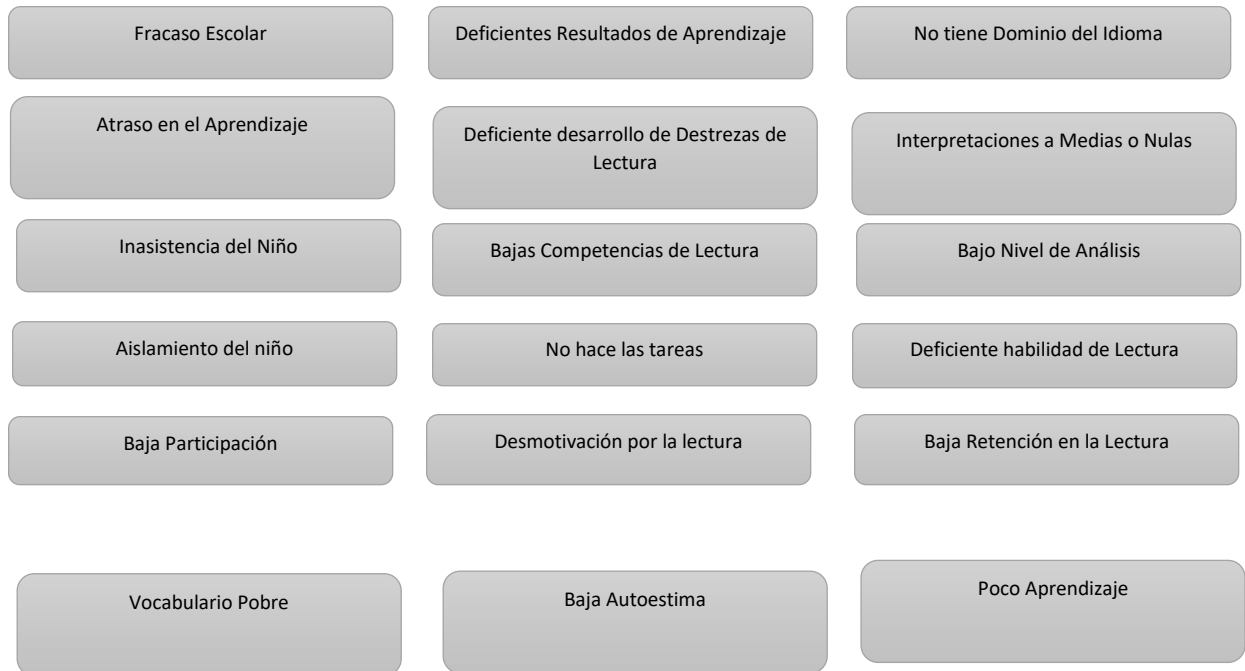 Fracaso Escolar
Deficientes Resultados de Aprendizaje
No tiene Dominio del Idioma
Atraso en el Aprendizaje
Deficiente desarrollo de Destrezas de
Lectura
Interpretaciones a Medias o Nulas
Inasistencia del Niño
Bajas Competencias de Lectura
Bajo Nivel de Análisis
Aislamiento del niño
No hace las tareas
Deficiente habilidad de Lectura
Baja Participación
Desmotivación por la lectura
Baja Retención en la Lectura
Vocabulario Pobre
Baja Autoestima
Poco Aprendizaje